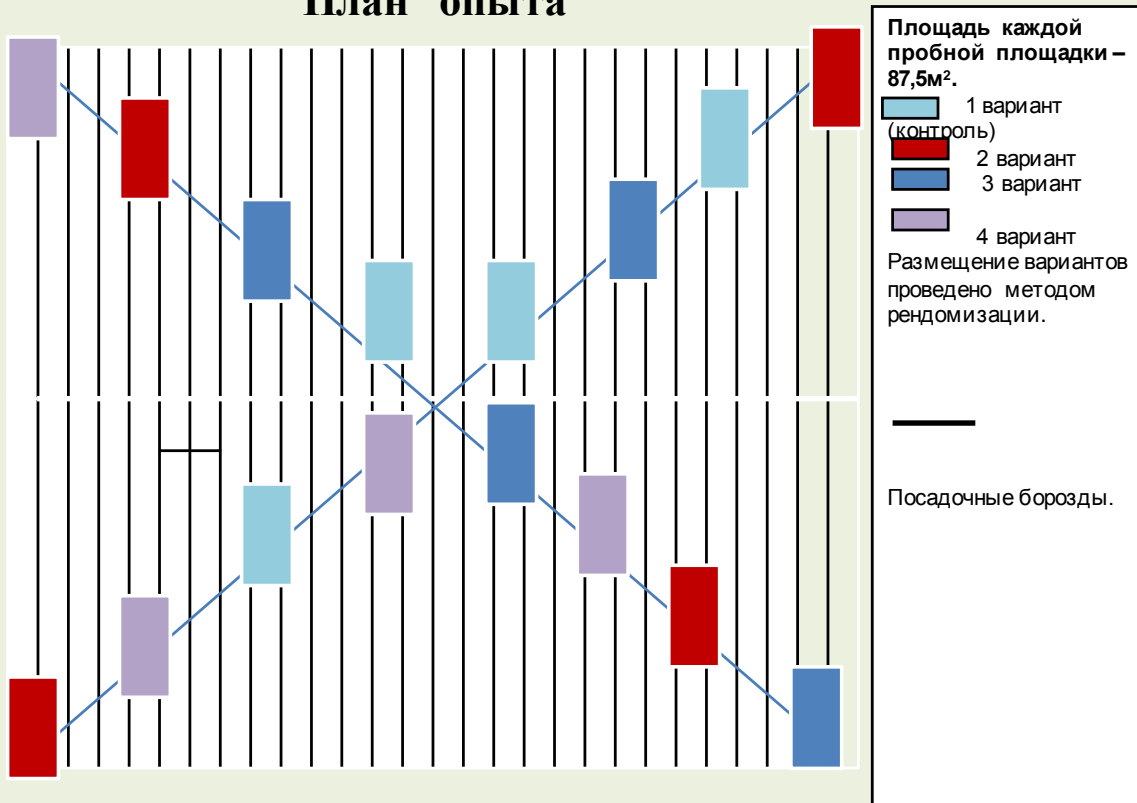 План опыта
Площадь каждой
пробной площадки –
87,5м².
1 вариант
(контроль)
2 вариант
3 вариант
4 вариант
Размещение вариантов
проведено методом
рендомизации.
Посадочные борозды.